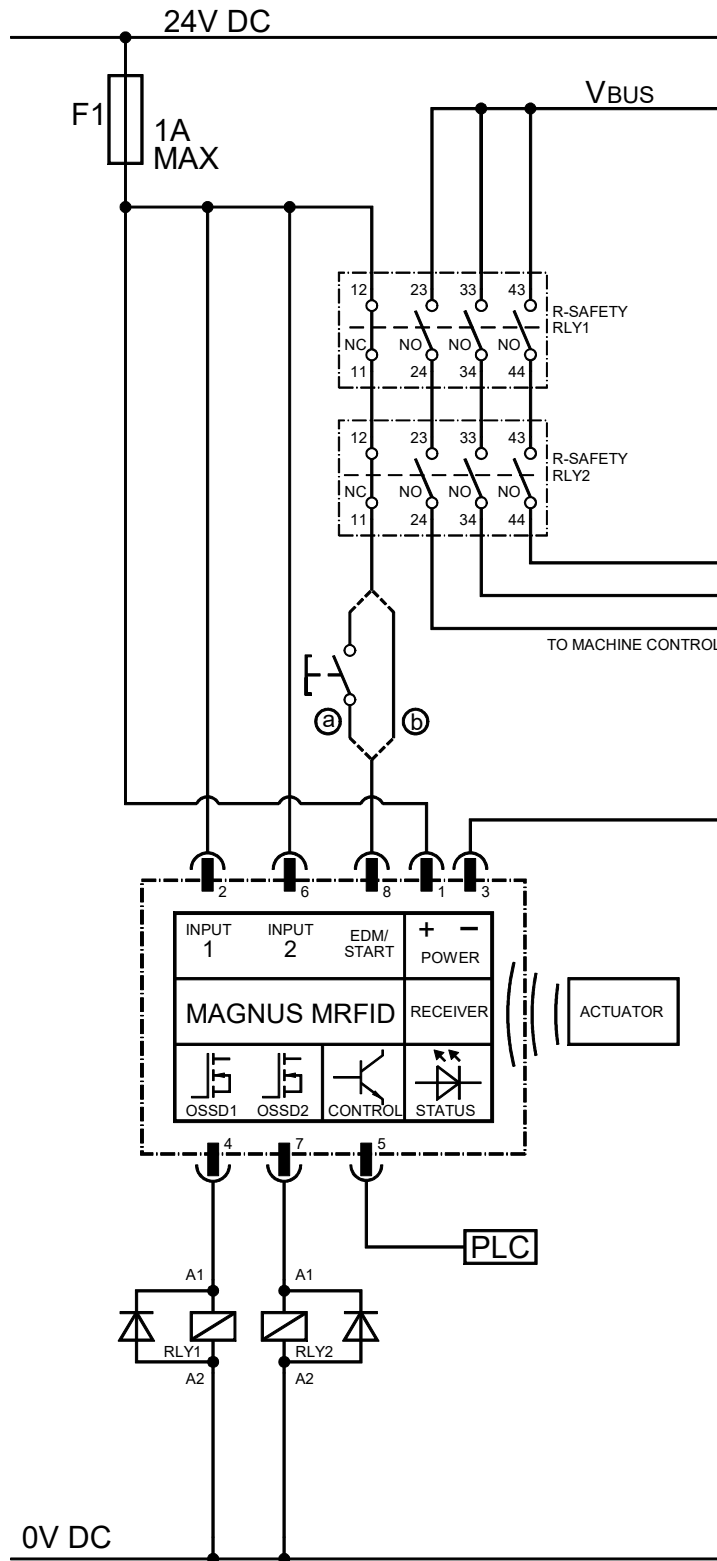 24V DC
F1
1A
MAX
VBUS
12 23 33 43
R-SAFETY
RLY1
NC NO NO NO
11 24 34 44
12 23 33 43
R-SAFETY
RLY2
NC NO NO NO
11 24 34 44
TO MACHINE CONTROL
a b
2 6 8 1 3
INPUT
1
INPUT
2
EDM/
START
+ −
POWER
MAGNUS MRFID
RECEIVER
ACTUATOR
OSSD1 OSSD2 CONTROL STATUS
4 7 5
PLC
A1 A1
RLY1 RLY2
A2 A2
0V DC